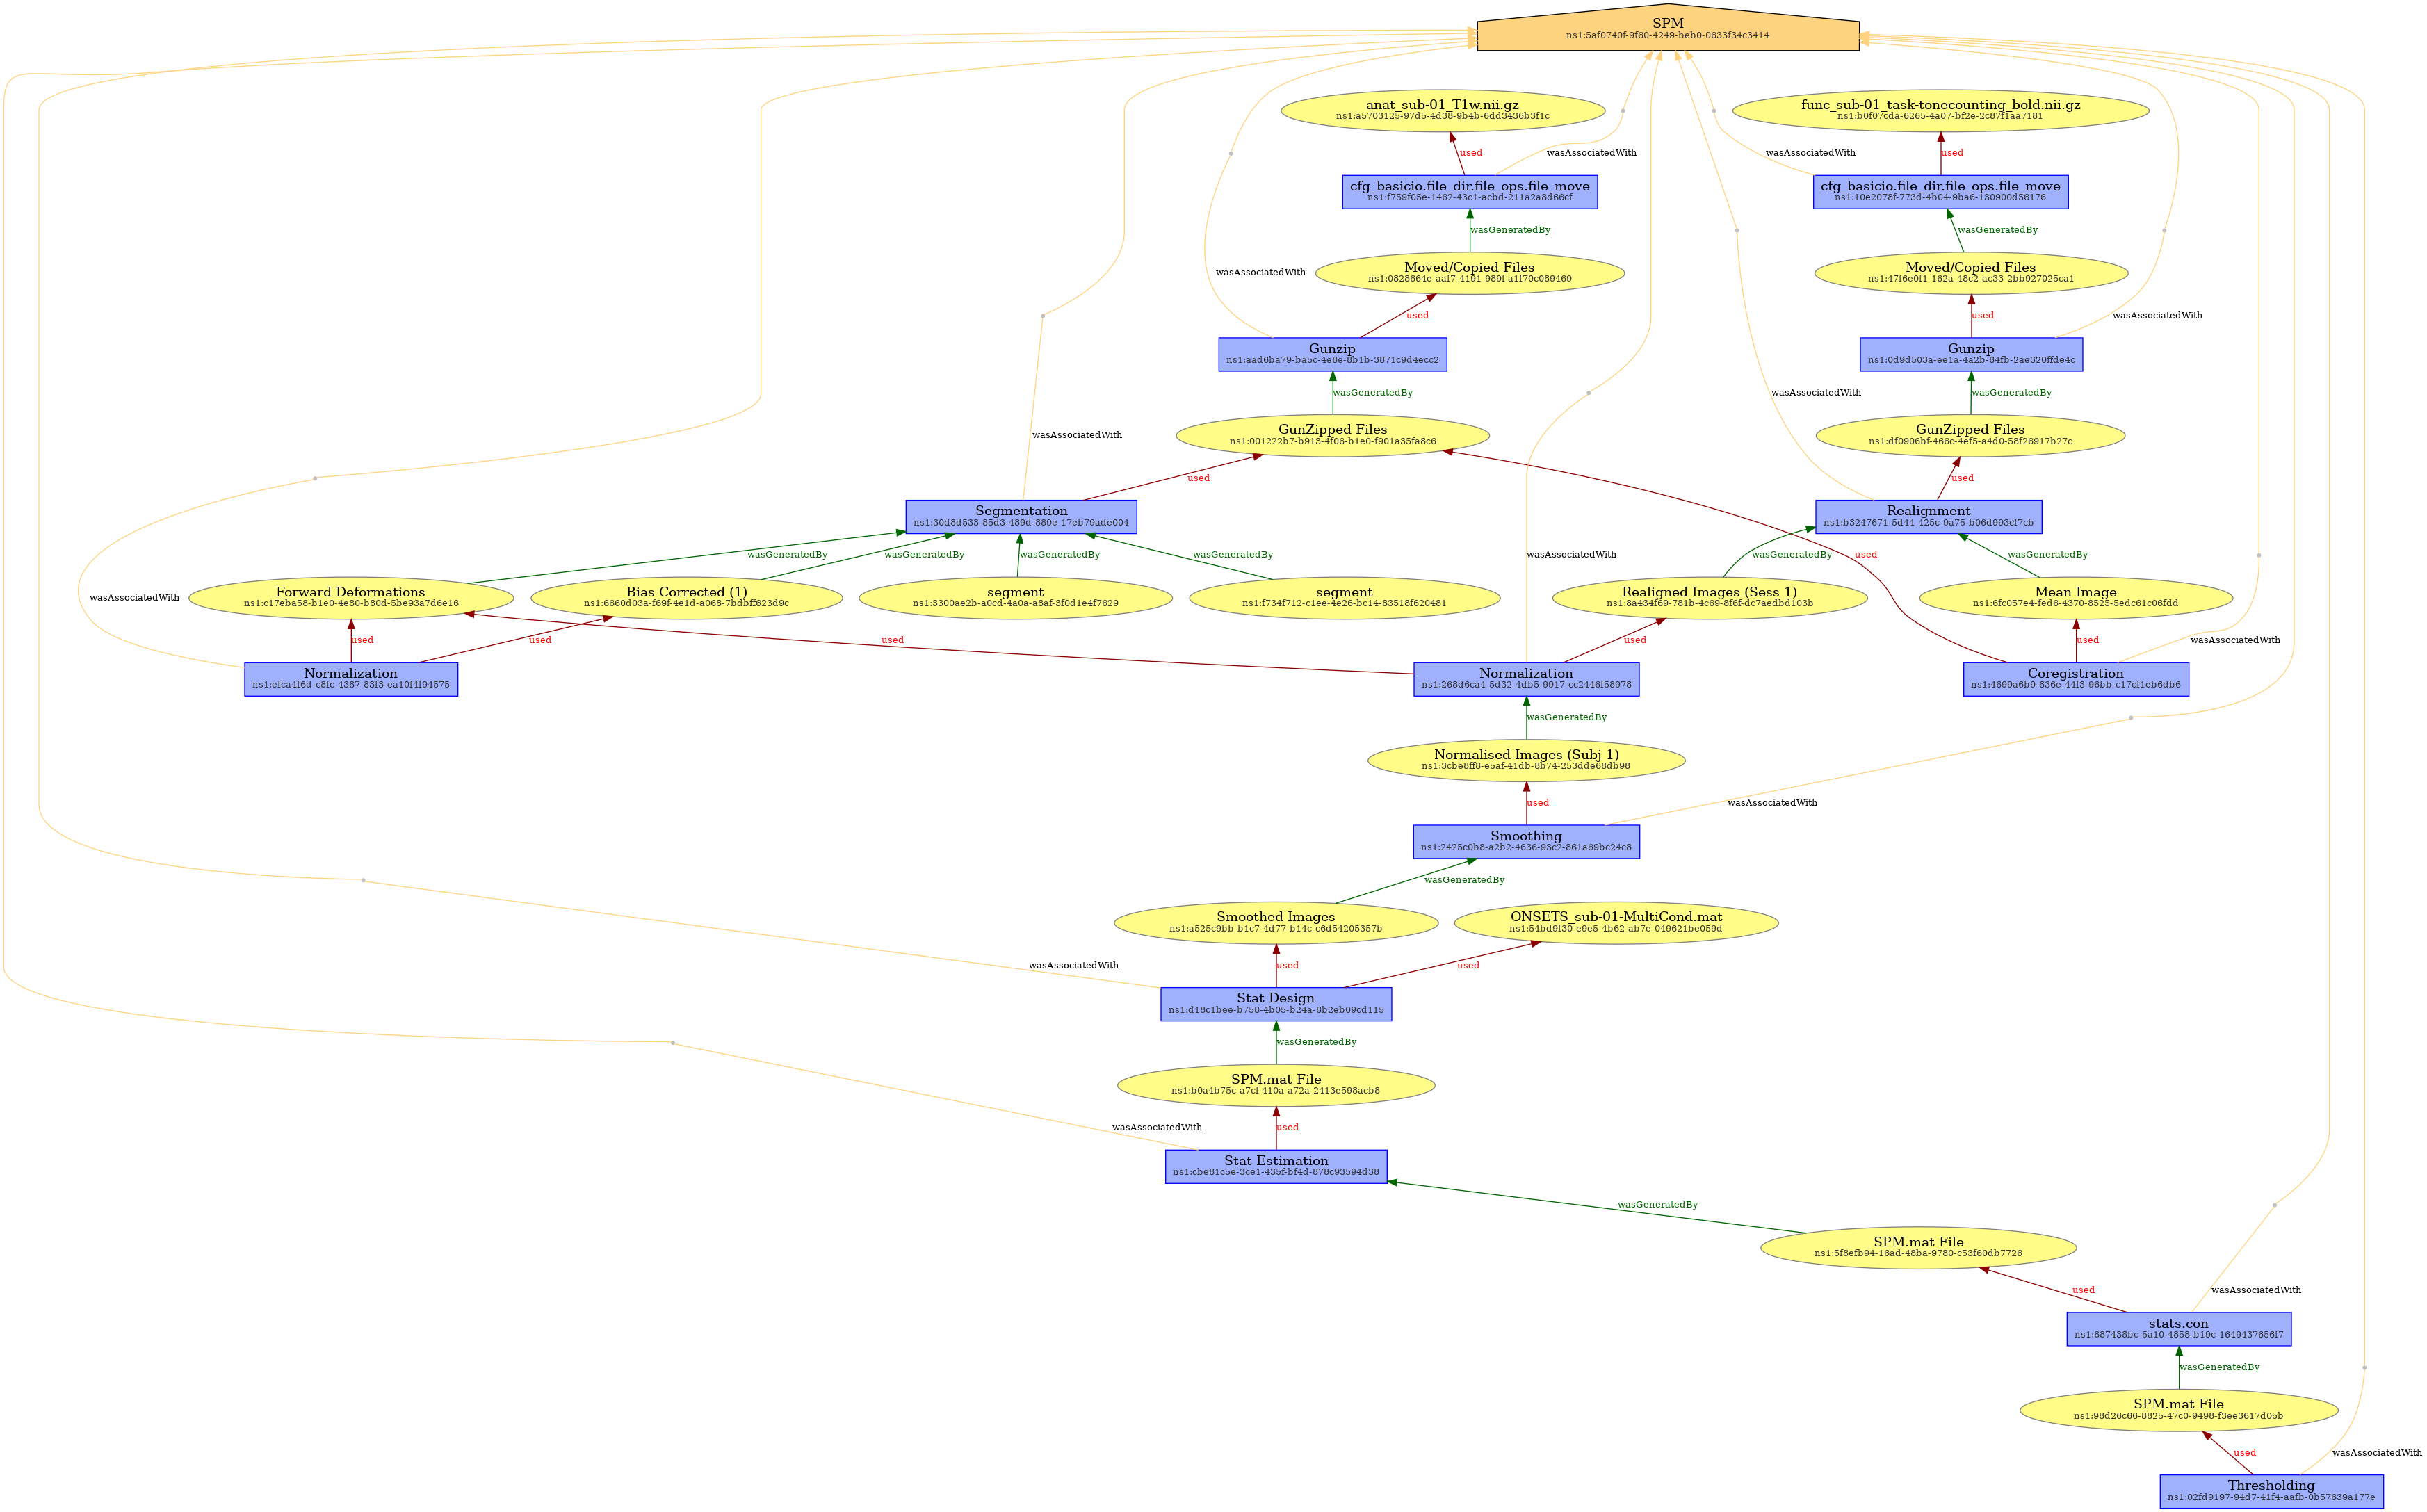 SPM
ns1:5af0740f-9f60-4249-beb0-0633f34c3414
anat_sub-01_T1w.nii.gz
ns1:a5703125-97d5-4d38-9b4b-6dd3436b3f1c
func_sub-01_task-tonecounting_bold.nii.gz
ns1:b0f07cda-6265-4a07-bf2e-2c87f1aa7181
used
wasAssociatedWith
wasAssociatedWith
used
cfg_basicio.file_dir.file_ops.file_move
ns1:f759f05e-1462-43c1-acbd-211a2a8d66cf
cfg_basicio.file_dir.file_ops.file_move
ns1:10e2078f-773d-4b04-9ba6-130900d56176
wasGeneratedBy
wasGeneratedBy
wasAssociatedWith
Moved/Copied Files
ns1:0828664e-aaf7-4191-989f-a1f70c089469
Moved/Copied Files
ns1:47f6e0f1-162a-48c2-ac33-2bb927025ca1
used
used
wasAssociatedWith
Gunzip
ns1:aad6ba79-ba5c-4e8e-8b1b-3871c9d4ecc2
Gunzip
ns1:0d9d503a-ee1a-4a2b-84fb-2ae320ffde4c
wasGeneratedBy
wasAssociatedWith
wasGeneratedBy
wasAssociatedWith
GunZipped Files
ns1:001222b7-b913-4f06-b1e0-f901a35fa8c6
GunZipped Files
ns1:df0906bf-466c-4ef5-a4d0-58f26917b27c
used
used
Segmentation
ns1:30d8d533-85d3-489d-889e-17eb79ade004
Realignment
ns1:b3247671-5d44-425c-9a75-b06d993cf7cb
wasGeneratedBy
wasGeneratedBy
wasGeneratedBy
wasGeneratedBy
wasAssociatedWith
wasGeneratedBy
used
wasGeneratedBy
wasAssociatedWith
Forward Deformations
ns1:c17eba58-b1e0-4e80-b80d-5be93a7d6e16
Bias Corrected (1)
ns1:6660d03a-f69f-4e1d-a068-7bdbff623d9c
segment
ns1:3300ae2b-a0cd-4a0a-a8af-3f0d1e4f7629
segment
ns1:f734f712-c1ee-4e26-bc14-83518f620481
Realigned Images (Sess 1)
ns1:8a434f69-781b-4c69-8f6f-dc7aedbd103b
Mean Image
ns1:6fc057e4-fed6-4370-8525-5edc61c06fdd
used
used
used
used
used
wasAssociatedWith
Normalization
ns1:efca4f6d-c8fc-4387-83f3-ea10f4f94575
Normalization
ns1:268d6ca4-5d32-4db5-9917-cc2446f58978
Coregistration
ns1:4699a6b9-836e-44f3-96bb-c17cf1eb6db6
wasGeneratedBy
Normalised Images (Subj 1)
ns1:3cbe8ff8-e5af-41db-8b74-253dde68db98
used
wasAssociatedWith
Smoothing
ns1:2425c0b8-a2b2-4636-93c2-861a69bc24c8
wasGeneratedBy
Smoothed Images
ns1:a525c9bb-b1c7-4d77-b14c-c6d54205357b
ONSETS_sub-01-MultiCond.mat
ns1:54bd9f30-e9e5-4b62-ab7e-049621be059d
wasAssociatedWith
used
used
Stat Design
ns1:d18c1bee-b758-4b05-b24a-8b2eb09cd115
wasGeneratedBy
SPM.mat File
ns1:b0a4b75c-a7cf-410a-a72a-2413e598acb8
wasAssociatedWith
used
Stat Estimation
ns1:cbe81c5e-3ce1-435f-bf4d-878c93594d38
wasGeneratedBy
SPM.mat File
ns1:5f8efb94-16ad-48ba-9780-c53f60db7726
used
wasAssociatedWith
stats.con
ns1:887438bc-5a10-4858-b19c-1649437656f7
wasGeneratedBy
SPM.mat File
ns1:98d26c66-8825-47c0-9498-f3ee3617d05b
used
wasAssociatedWith
Thresholding
ns1:02fd9197-94d7-41f4-aafb-0b57639a177e